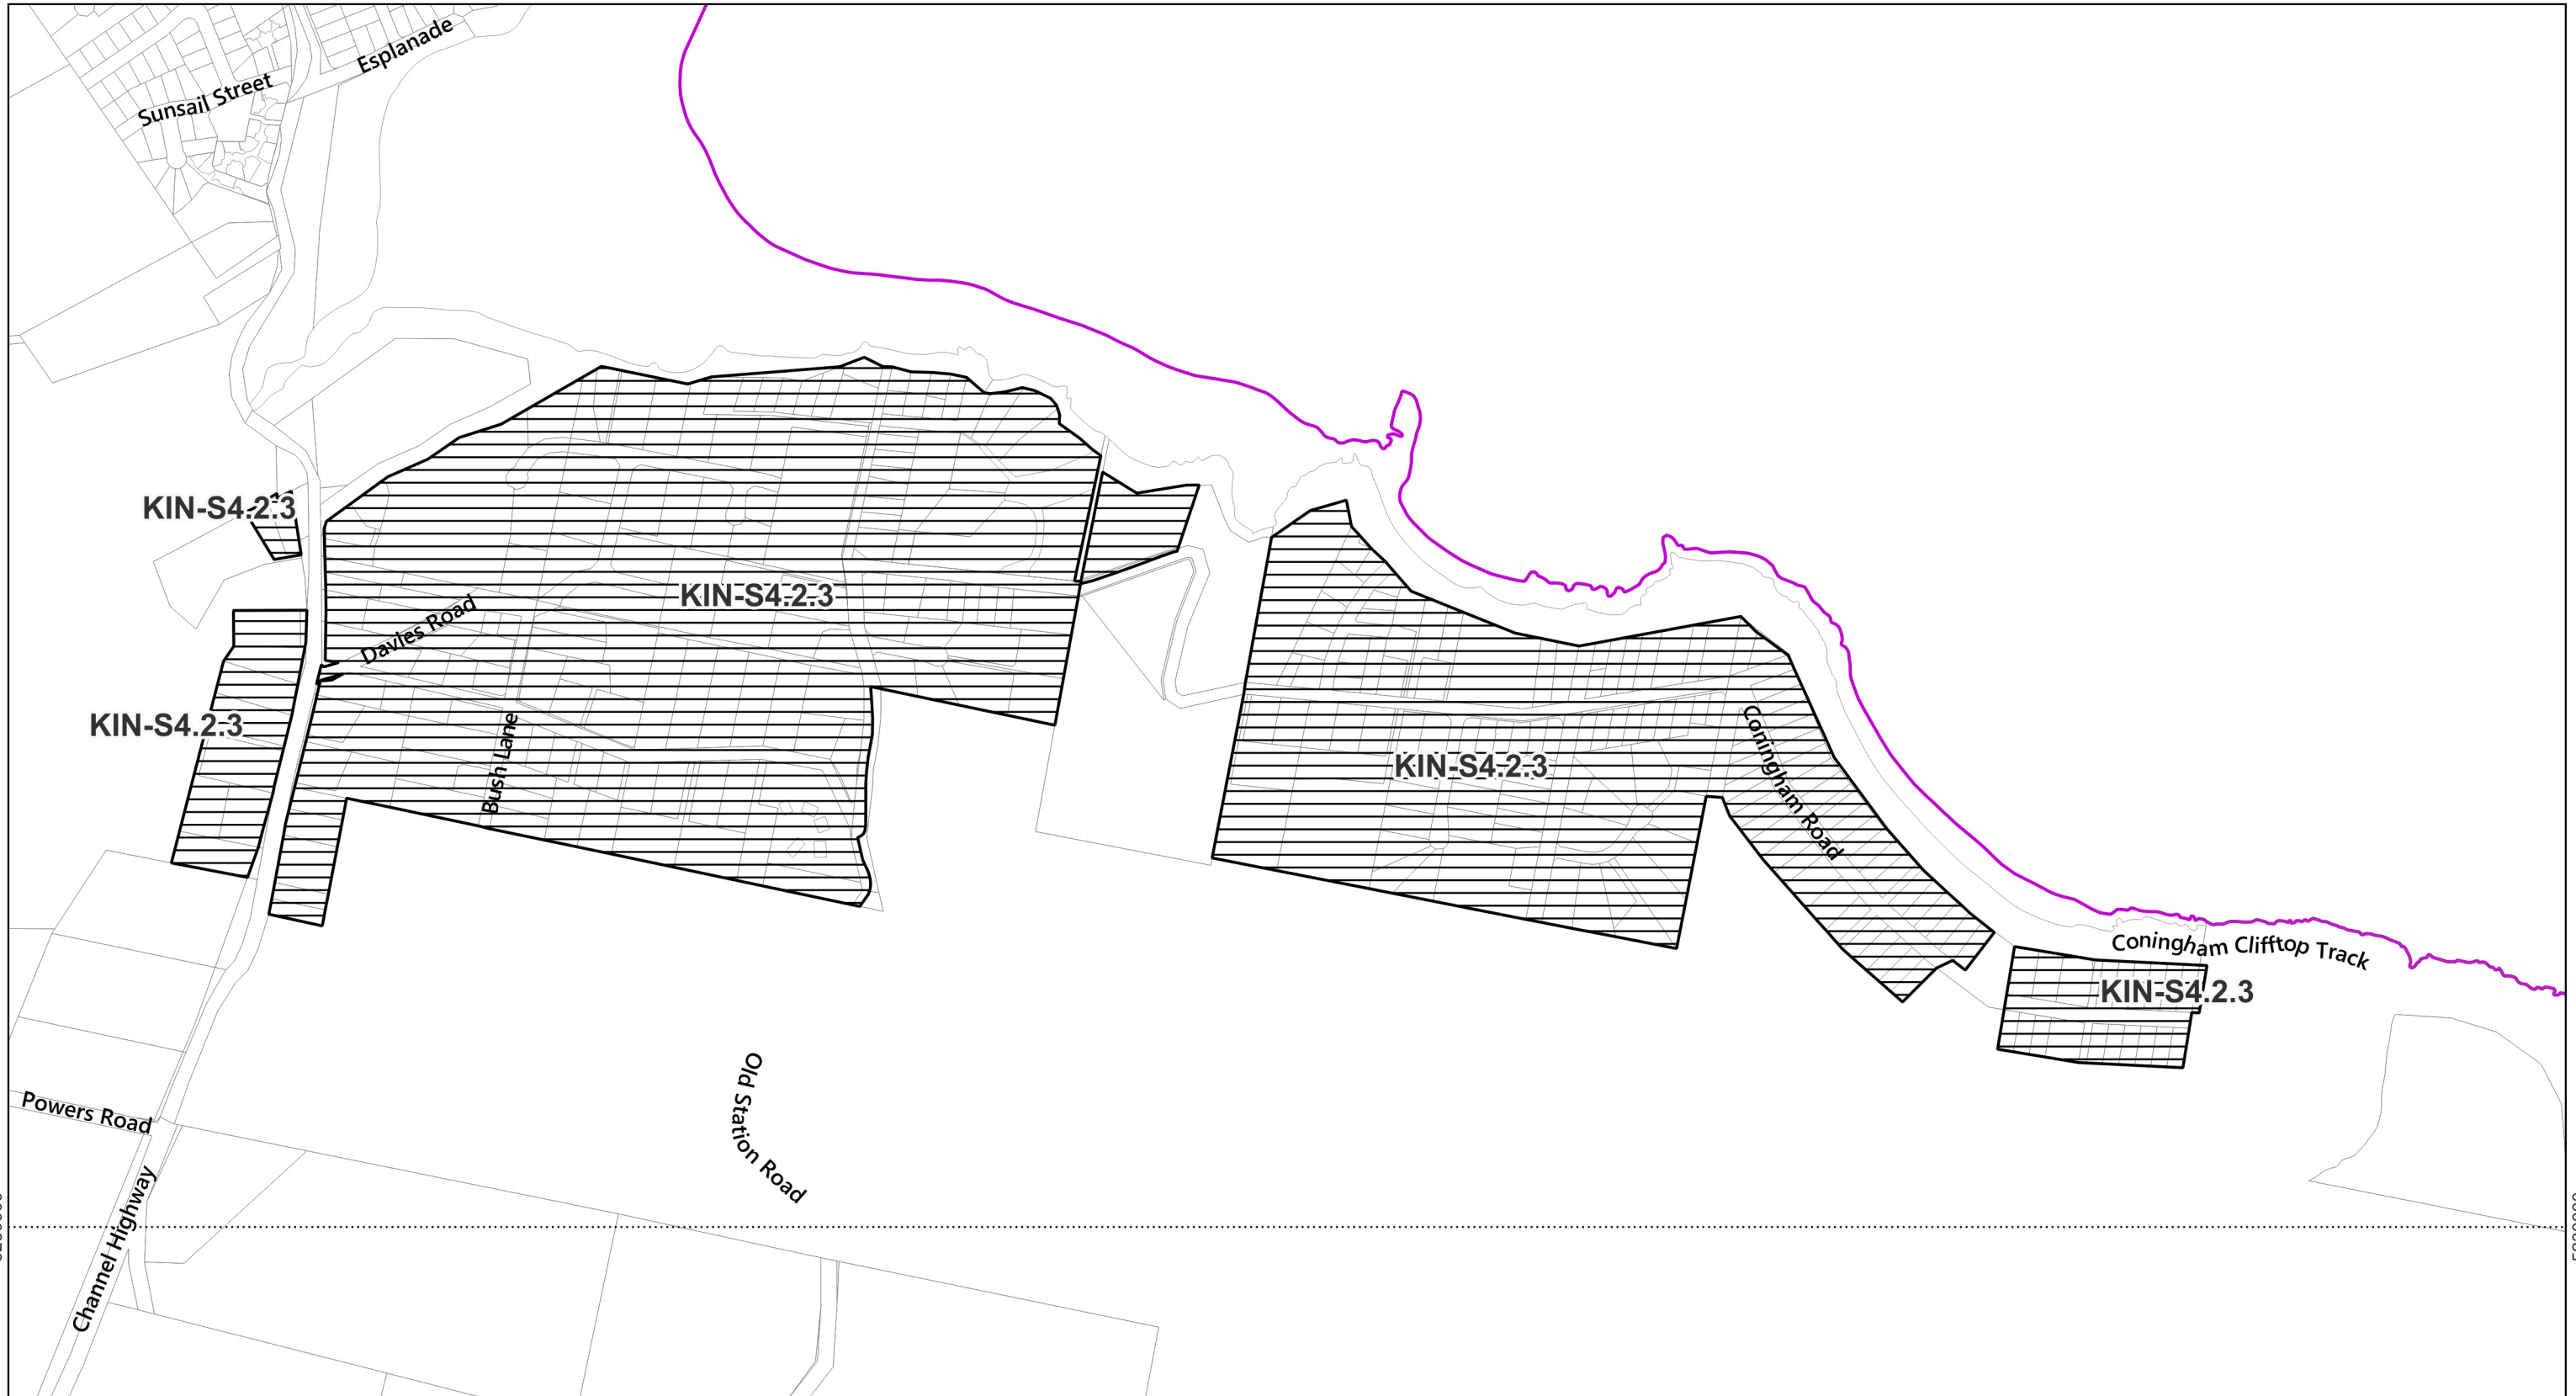 Esplanade
Sunsail Street
KIN-S4.2.3
KIN-S4.2.3
Davies Road
KIN-S4.2.3
KIN-S4.2.3
Bush Lane
Coningham Road
Coningham Clifftop Track
KIN-S4.2.3
Old Station Road
Powers Road
Channel Highway